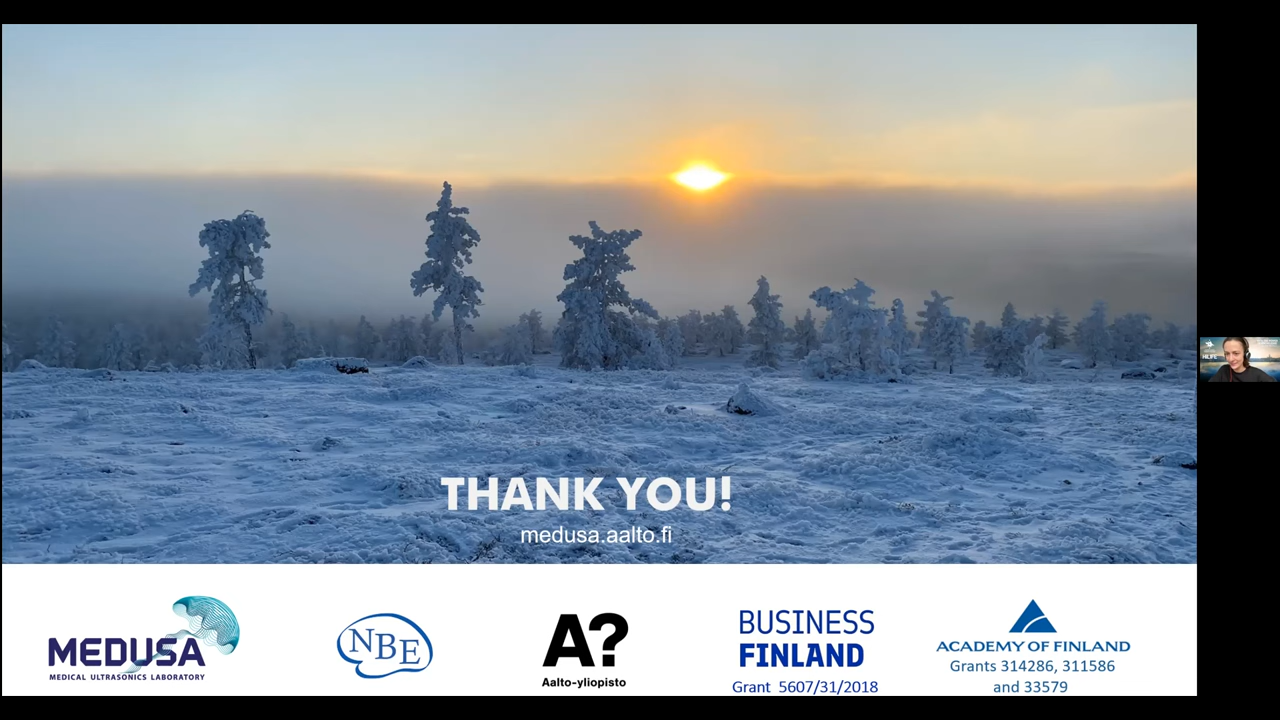 THANK YOU!
medusa.aalto.fi
MEDUSA
MEDICAL ULTRASONICS LABORATORY
NBE
A?
Aalto-yliopisto
BUSINESS
FINLAND
Grant 5607/31/2018
ACADEMY OF FINLAND
Grants 314286, 311586
and 33579
HiLIFE